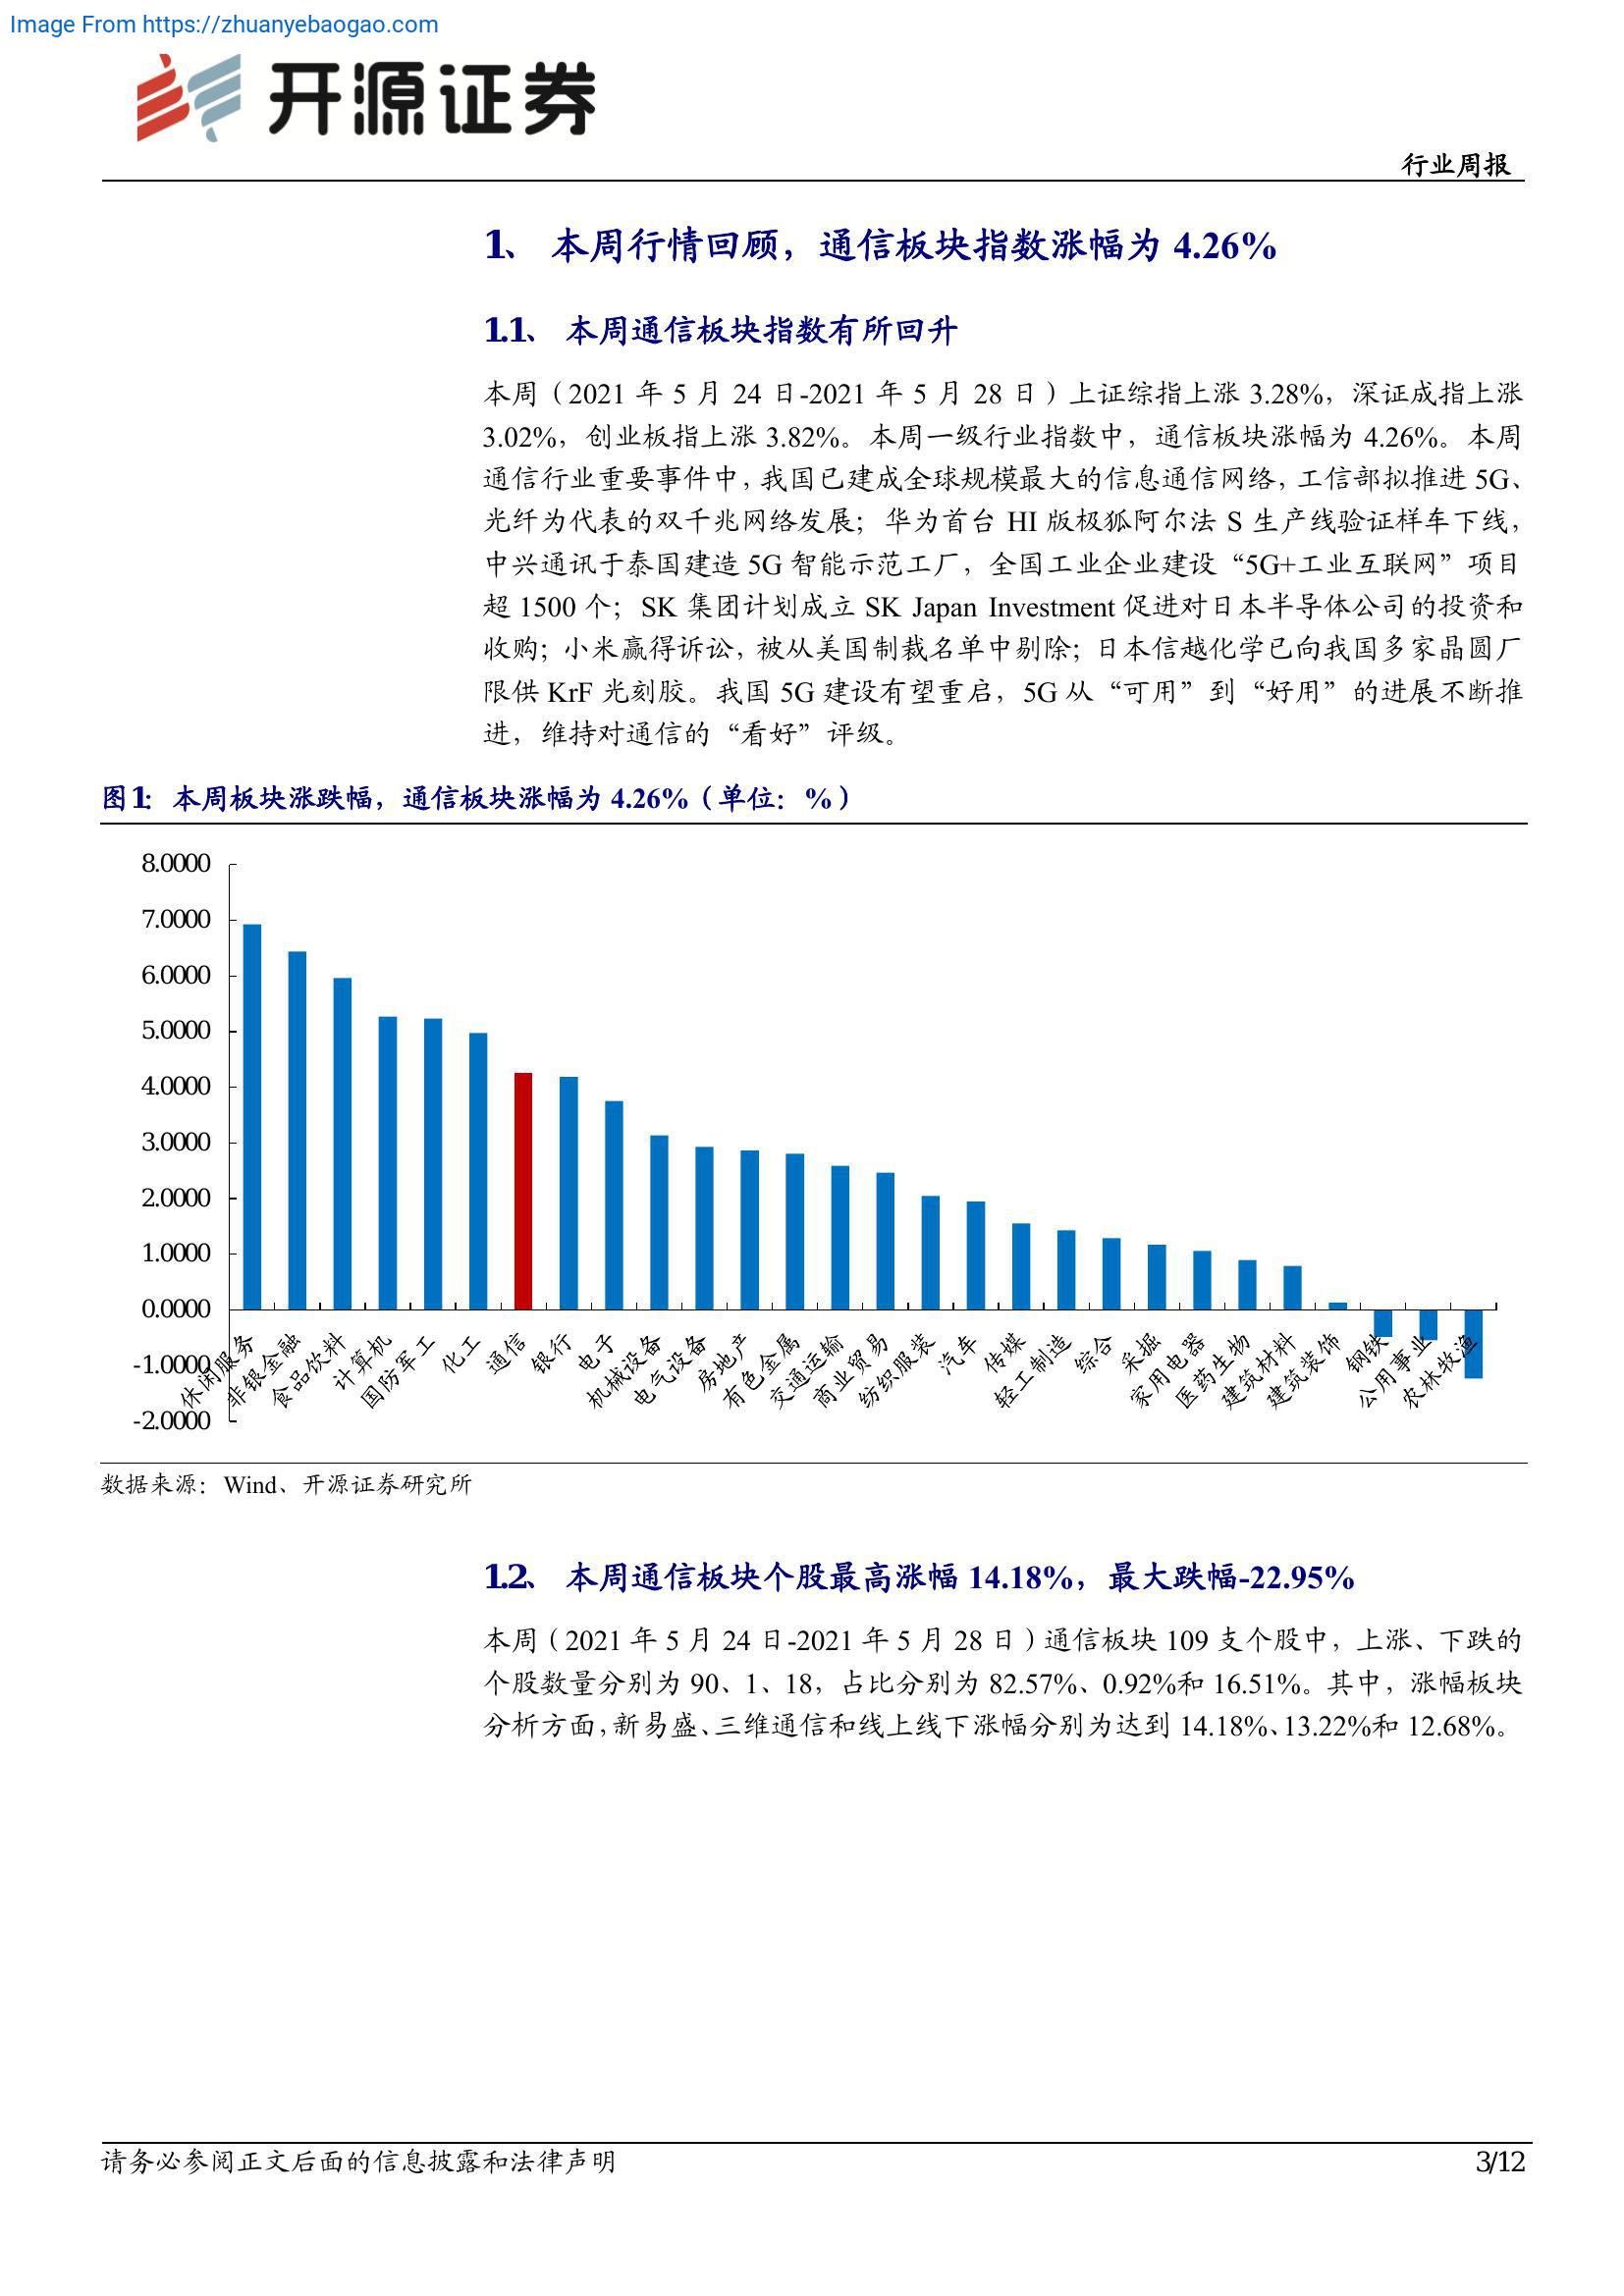 Image From https://zhuanyebaogao.com
开源证券
行业周报
1、 本周行情回顾，通信板块指数涨幅为 4.26%
1.1、 本周通信板块指数有所回升
本周（2021 年 5 月 24 日-2021 年 5 月 28 日）上证综指上涨 3.28%，深证成指上涨
3.02%，创业板指上涨 3.82%。本周一级行业指数中，通信板块涨幅为 4.26%。本周
通信行业重要事件中，我国已建成全球规模最大的信息通信网络，工信部拟推进 5G、
光纤为代表的双千兆网络发展；华为首台 HI 版极狐阿尔法 S 生产线验证样车下线，
中兴通讯于泰国建造 5G 智能示范工厂，全国工业企业建设“5G+工业互联网”项目
超 1500 个；SK 集团计划成立 SK Japan Investment 促进对日本半导体公司的投资和
收购；小米赢得诉讼，被从美国制裁名单中剔除；日本信越化学已向我国多家晶圆厂
限供 KrF 光刻胶。我国 5G 建设有望重启，5G 从“可用”到“好用”的进展不断推
进，维持对通信的“看好”评级。
图1：本周板块涨跌幅，通信板块涨幅为 4.26%（单位：%）
8.0000
7.0000
6.0000
5.0000
4.0000
3.0000
2.0000
1.0000
0.0000
-1.0000
-2.0000
休闲服务
非银金融
食品饮料
计算机
国防军工
化工
通信
银行
电子
机械设备
电气设备
房地产
有色金属
交通运输
商业贸易
纺织服装
汽车
传媒
轻工制造
综合
采掘
家用电器
医药生物
建筑材料
建筑装饰
钢铁
公用事业
农林牧渔
数据来源：Wind、开源证券研究所
1.2、 本周通信板块个股最高涨幅 14.18%，最大跌幅-22.95%
本周（2021 年 5 月 24 日-2021 年 5 月 28 日）通信板块 109 支个股中，上涨、下跌的
个股数量分别为 90、1、18，占比分别为 82.57%、0.92%和 16.51%。其中，涨幅板块
分析方面，新易盛、三维通信和线上线下涨幅分别为达到 14.18%、13.22%和 12.68%。
请务必参阅正文后面的信息披露和法律声明
3/12